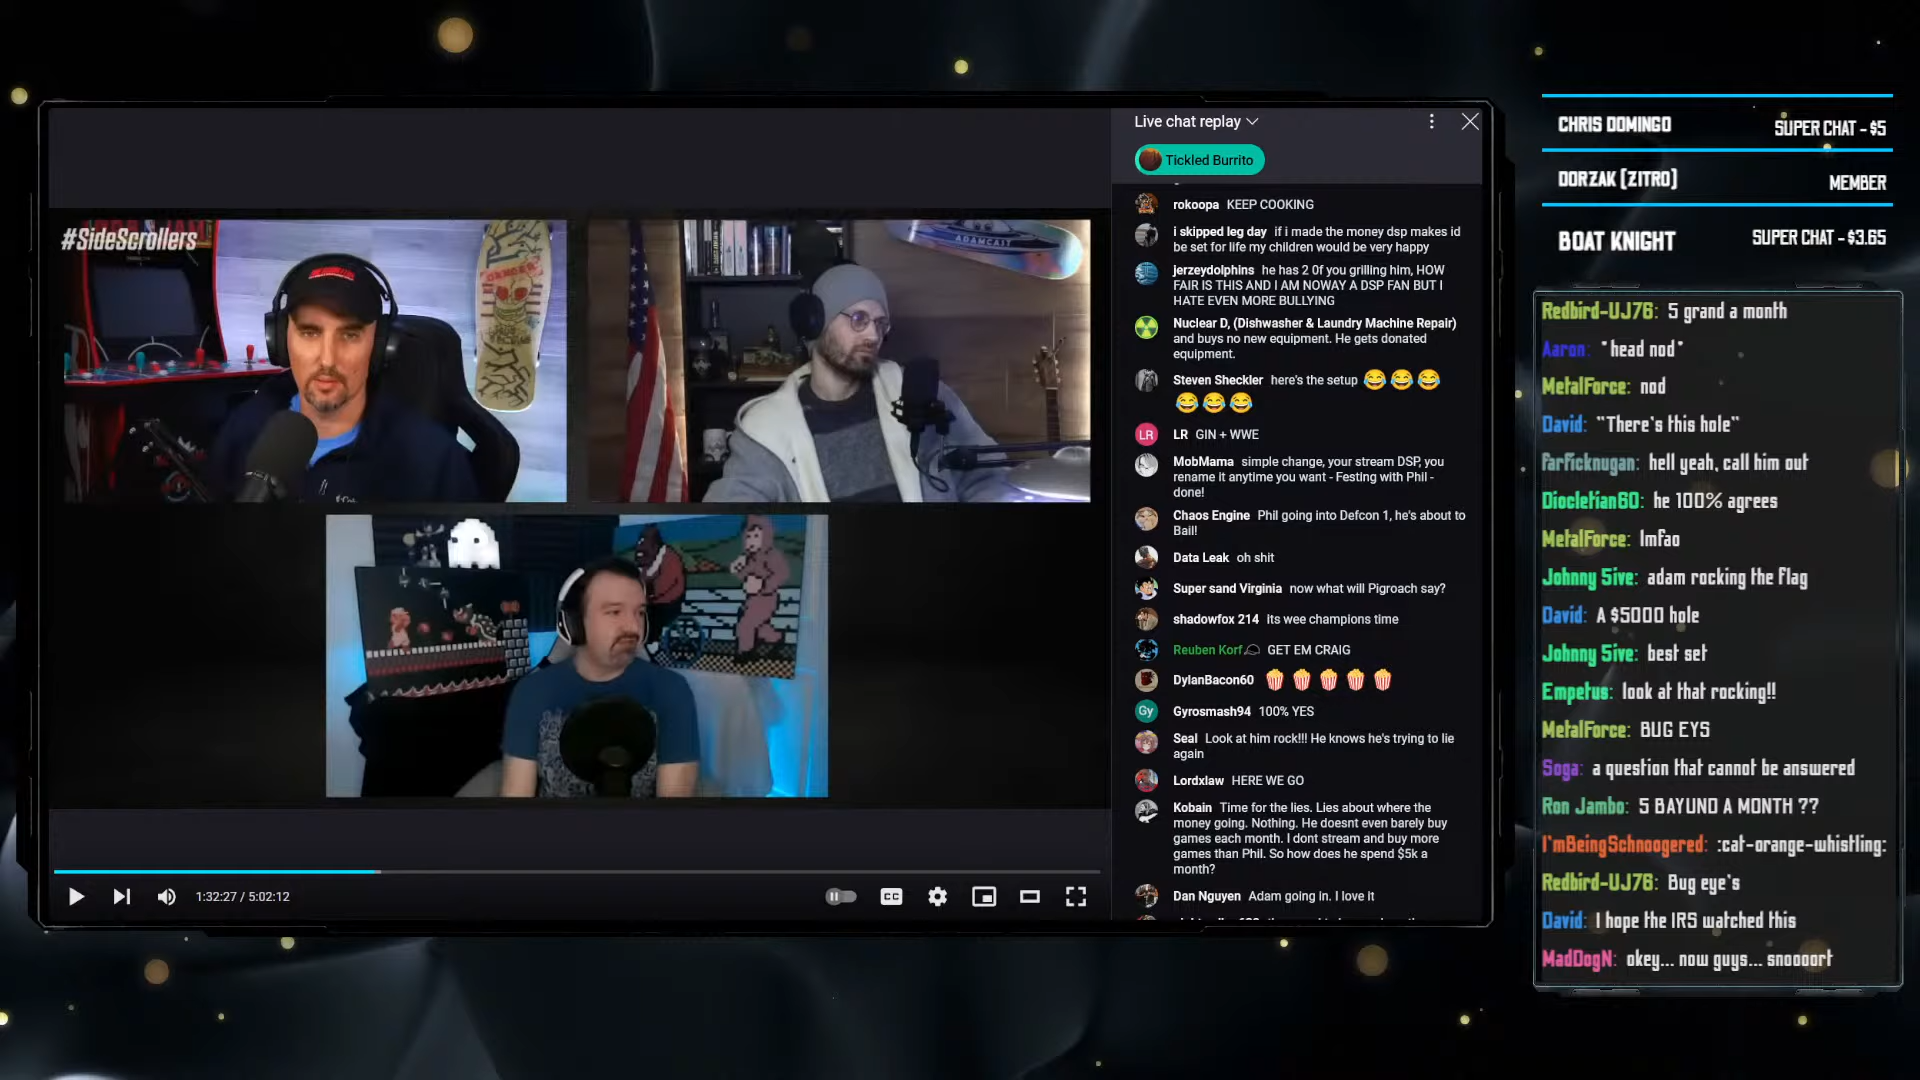 #SideScrollers
ADAMCAST
Live chat replay
Tickled Burrito
rokoopa KEEP COOKING
i skipped leg day if i made the money dsp makes id
be set for life my children would be very happy
jerzeydolphins he has 2 0f you grilling him, HOW
FAIR IS THIS AND I AM NOWAY A DSP FAN BUT I
HATE EVEN MORE BULLYING
Nuclear D, (Dishwasher & Laundry Machine Repair)
and buys no new equipment. He gets donated
equipment.
Steven Sheckler here's the setup 😂😂😂
😂😂😂
LR LR GIN + WWE
MobMama simple change, your stream DSP, you
rename it anytime you want - Festing with Phil -
done!
Chaos Engine Phil going into Defcon 1, he's about to
Bail!
Data Leak oh shit
Super sand Virginia now what will Pigroach say?
shadowfox 214 Its wee champions time
Reuben Korf GET EM CRAIG
DylanBacon60 🍿🍿🍿🍿🍿
Gy Gyrosmash94 100% YES
Seal Look at him rock!!! He knows he's trying to lie
again
Lordxlaw HERE WE GO
Kobain Time for the lies. Lies about where the
money going. Nothing. He doesnt even barely buy
games each month. I dont stream and buy more
games than Phil. So how does he spend $5k a
month?
Dan Nguyen Adam going in. I love it
1:32:27 / 5:02:12
CC
CHRIS DOMINGO SUPER CHAT - $5
DORZAK [ZITRO] MEMBER
BOAT KNIGHT SUPER CHAT - $3.65
Redbird-UJ76: 5 grand a month
Aaron: *head nod*
MetalForce: nod
David: "There's this hole"
farficknugan: hell yeah, call him out
Diocletian60: he 100% agrees
MetalForce: lmfao
Johnny 5ive: adam rocking the flag
David: A $5000 hole
Johnny 5ive: best set
Empetus: look at that rocking!!
MetalForce: BUG EYS
Soga: a question that cannot be answered
Ron Jambo: 5 BAYUND A MONTH ??
I'mBeingSchnoogered: :cat-orange-whistling:
Redbird-UJ76: Bug eye's
David: I hope the IRS watched this
MadDogN: okey... now guys... snoooort